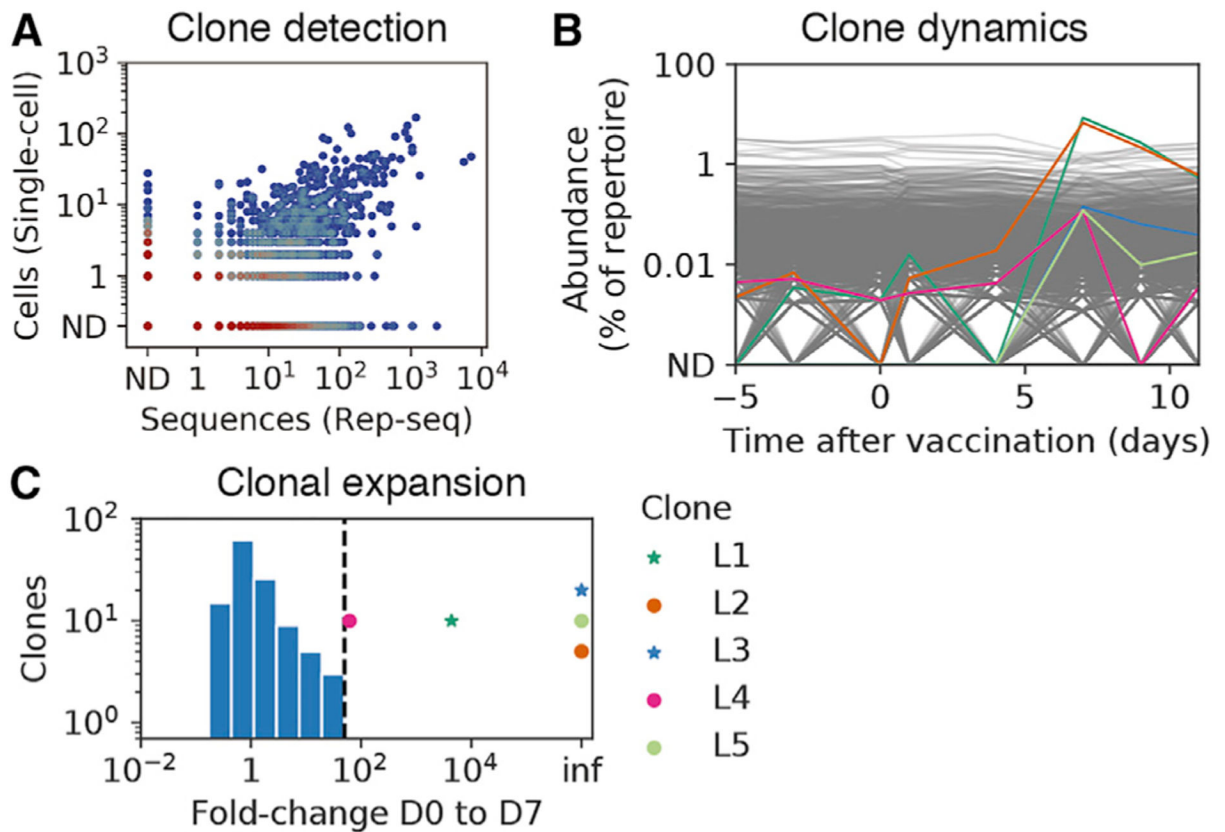 A Clone detection
Cells (Single-cell)
10³
10²
10¹
1
ND
ND 1 10¹ 10² 10³ 10⁴
Sequences (Rep-seq)
B Clone dynamics
Abundance
(% of repertoire)
100
1
0.01
ND
−5 0 5 10
Time after vaccination (days)
C Clonal expansion
Clones
10²
10¹
10⁰
10⁻² 1 10² 10⁴ inf
Fold-change D0 to D7
Clone
L1
L2
L3
L4
L5